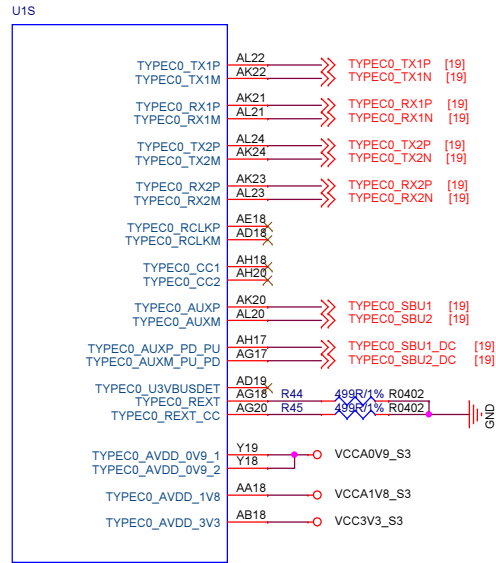 U1S
TYPEC0_TX1P AL22 TYPEC0_TX1P [19]
TYPEC0_TX1M AK22 TYPEC0_TX1N [19]
TYPEC0_RX1P AK21 TYPEC0_RX1P [19]
TYPEC0_RX1M AL21 TYPEC0_RX1N [19]
TYPEC0_TX2P AL24 TYPEC0_TX2P [19]
TYPEC0_TX2M AK24 TYPEC0_TX2N [19]
TYPEC0_RX2P AK23 TYPEC0_RX2P [19]
TYPEC0_RX2M AL23 TYPEC0_RX2N [19]
TYPEC0_RCLKP AE18
TYPEC0_RCLKM AD18
TYPEC0_CC1 AH18
TYPEC0_CC2 AH20
TYPEC0_AUXP AK20 TYPEC0_SBU1 [19]
TYPEC0_AUXM AL20 TYPEC0_SBU2 [19]
TYPEC0_AUXP_PD_PU AH17 TYPEC0_SBU1_DC [19]
TYPEC0_AUXM_PU_PD AG17 TYPEC0_SBU2_DC [19]
TYPEC0_U3VBUSDET AD19
TYPEC0_REXT AG18 R44 499R/1% R0402
TYPEC0_REXT_CC AG20 R45 499R/1% R0402
GND
TYPEC0_AVDD_0V9_1 Y19 VCCA0V9_S3
TYPEC0_AVDD_0V9_2 Y18
TYPEC0_AVDD_1V8 AA18 VCCA1V8_S3
TYPEC0_AVDD_3V3 AB18 VCC3V3_S3